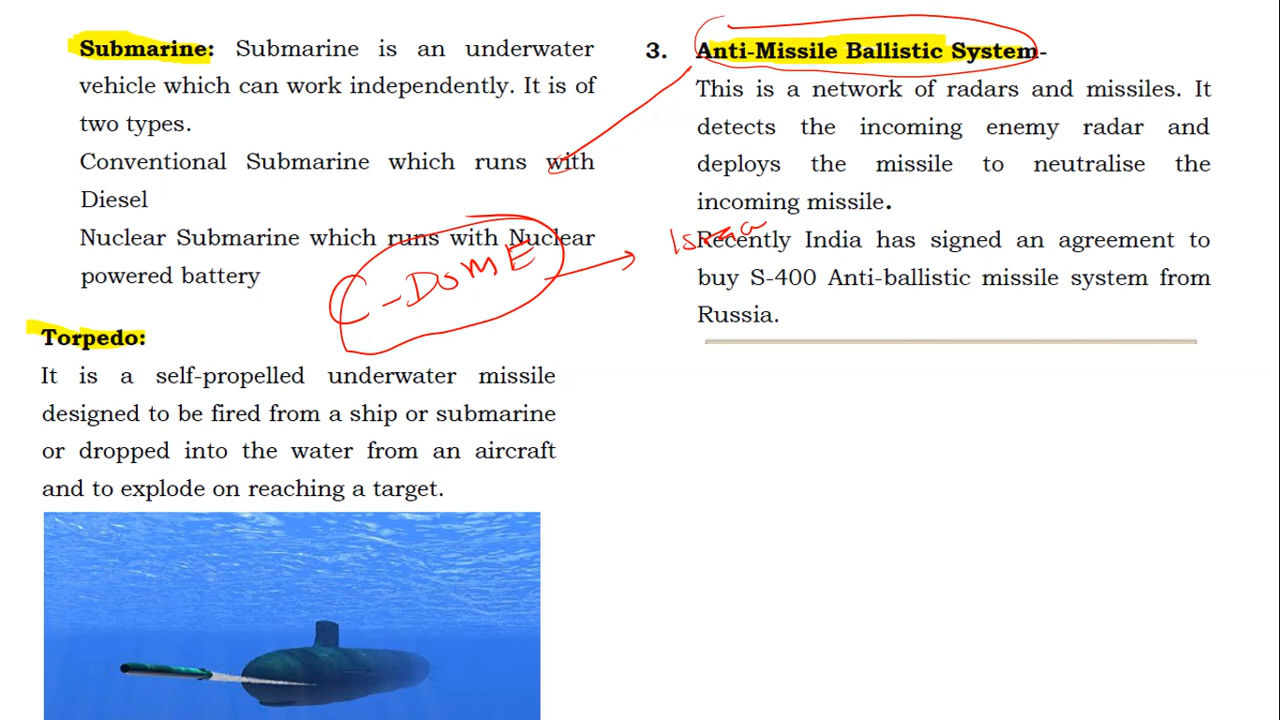 Submarine: Submarine is an underwater
vehicle which can work independently. It is of
two types.
Conventional Submarine which runs with
Diesel
Nuclear Submarine which runs with Nuclear
powered battery
C-DOME
Torpedo:
It is a self-propelled underwater missile
designed to be fired from a ship or submarine
or dropped into the water from an aircraft
and to explode on reaching a target.
3. Anti-Missile Ballistic System-
This is a network of radars and missiles. It
detects the incoming enemy radar and
deploys the missile to neutralise the
incoming missile.
Recently India has signed an agreement to
buy S-400 Anti-ballistic missile system from
Russia.